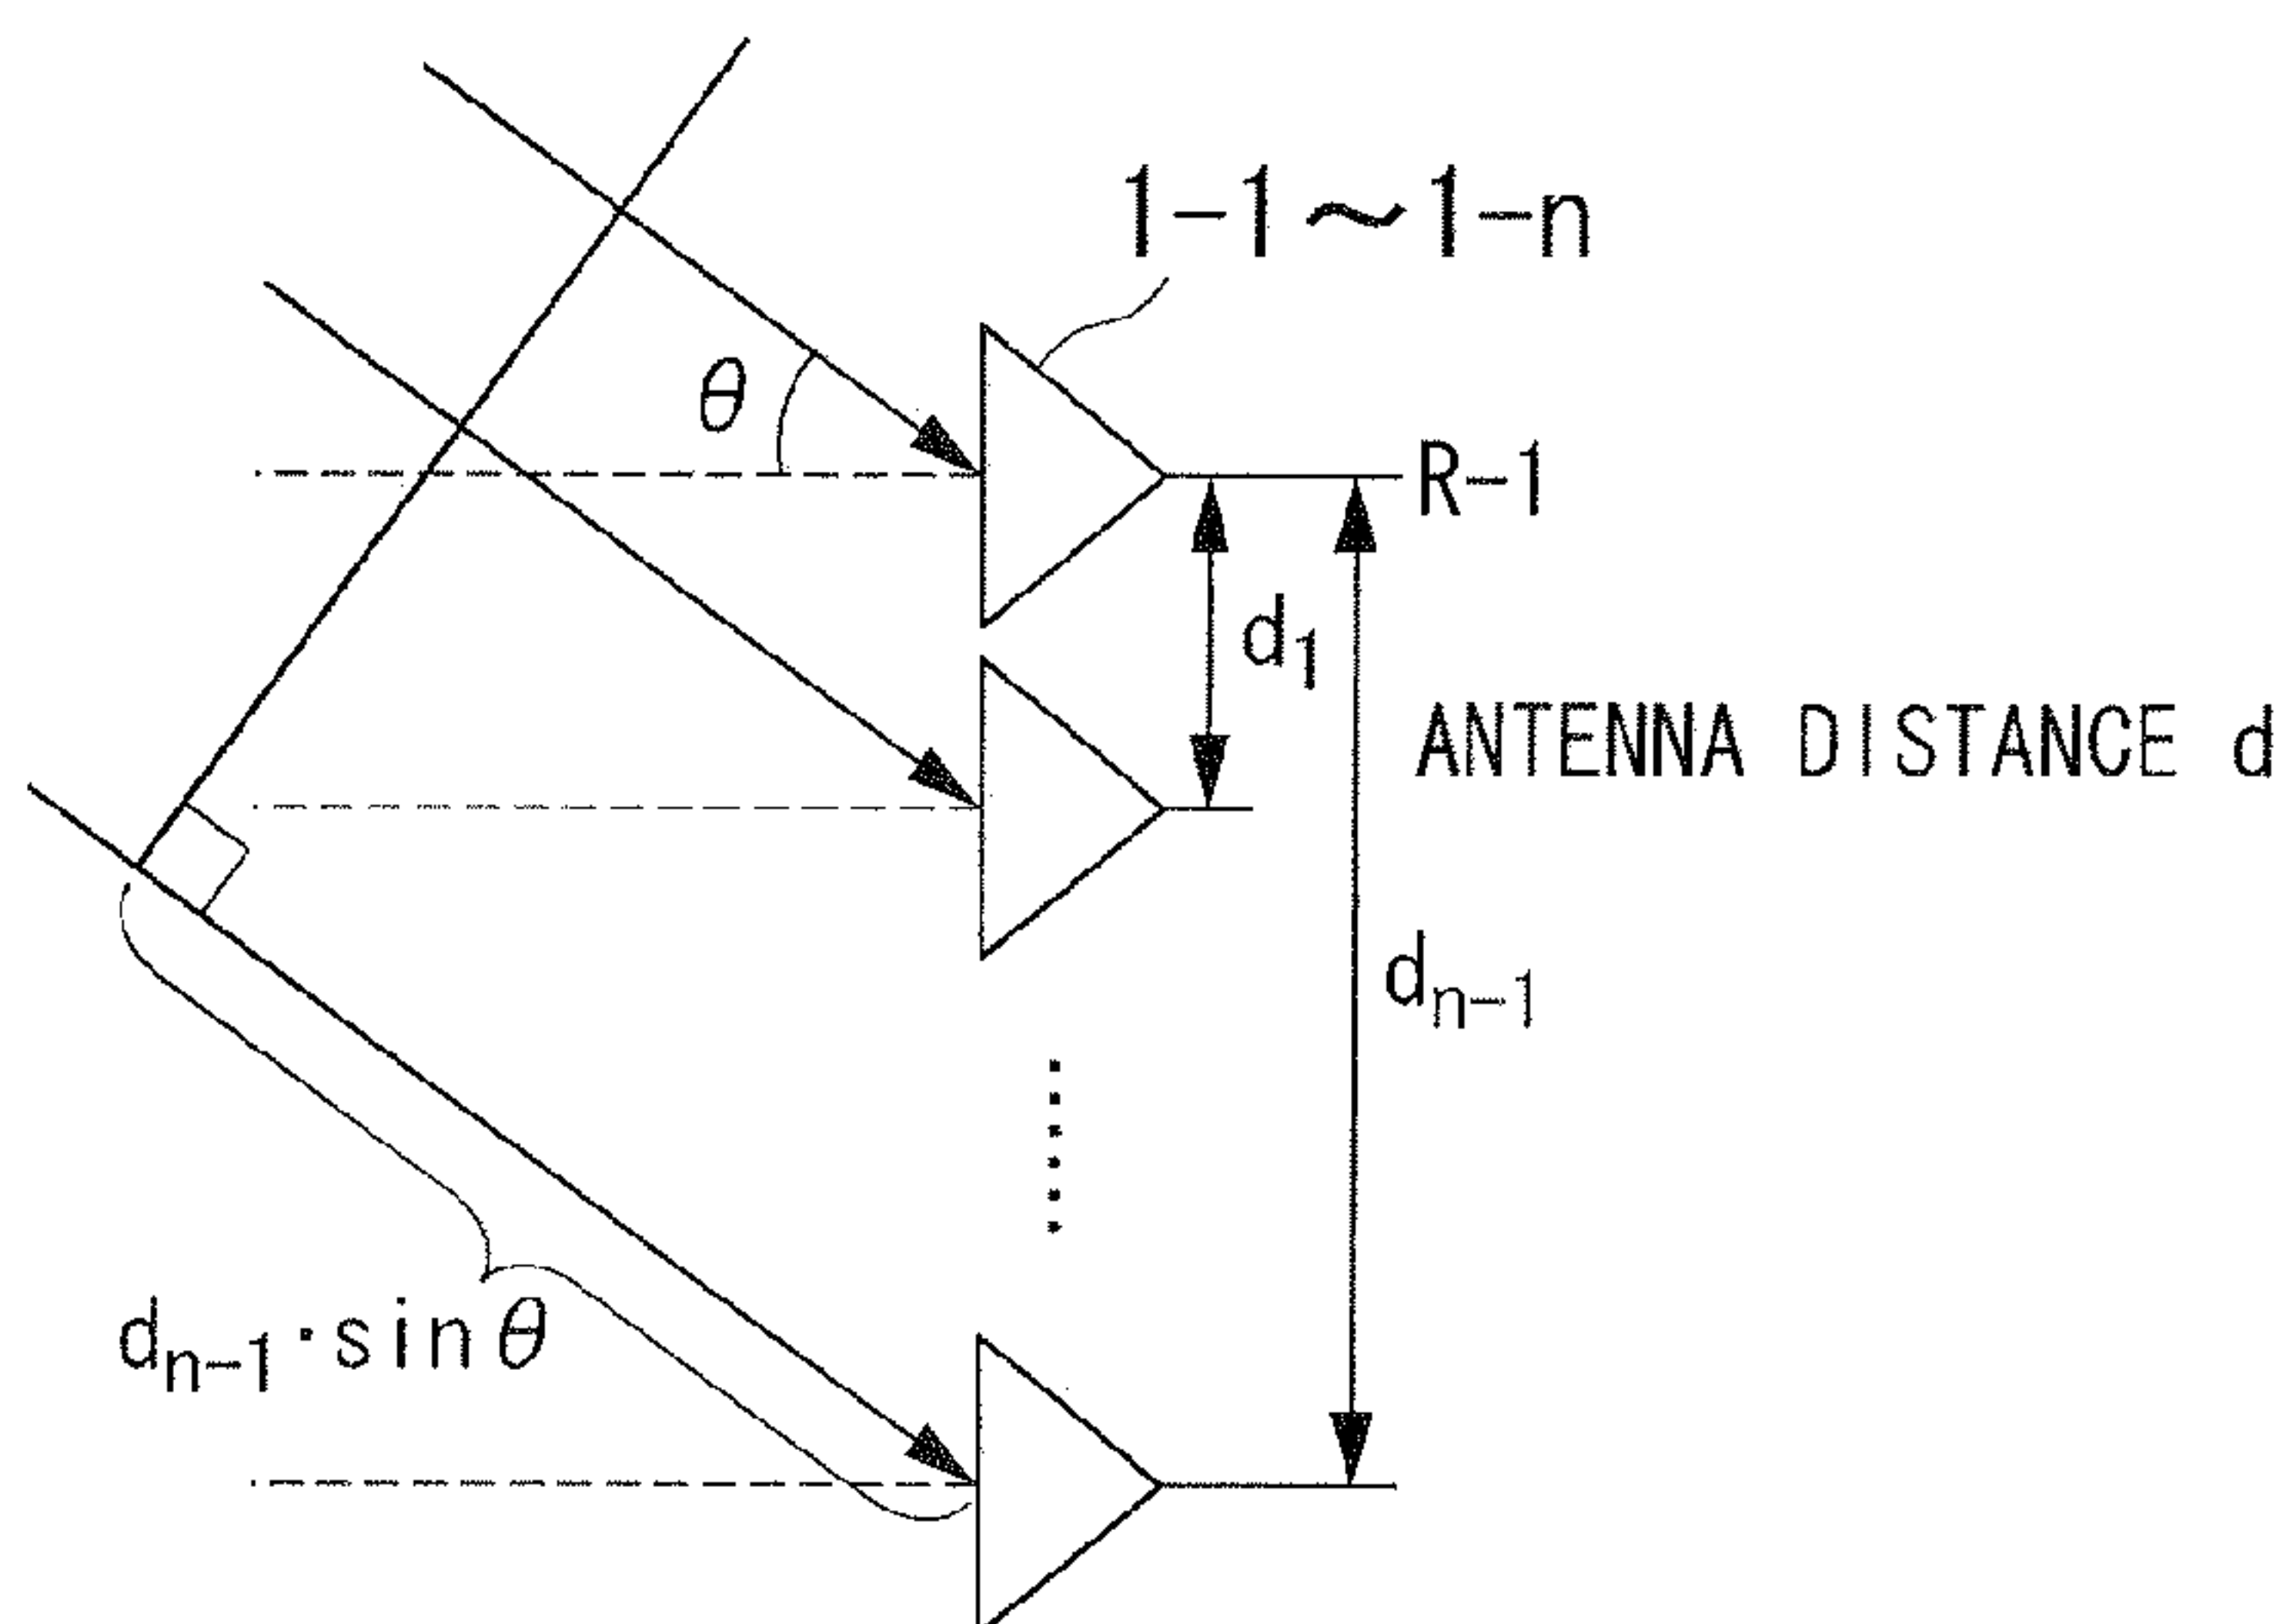 1-1~1-n
θ
R-1
d1
ANTENNA DISTANCE d
dn-1
dn-1·sinθ